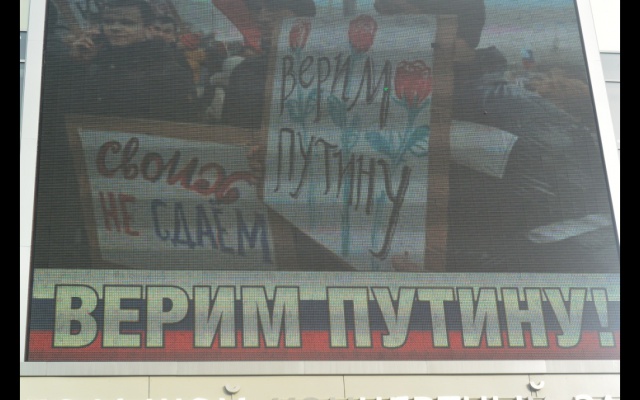 верим
путину
своих
НЕ СДАЕМ
ВЕРИМ ПУТИНУ!